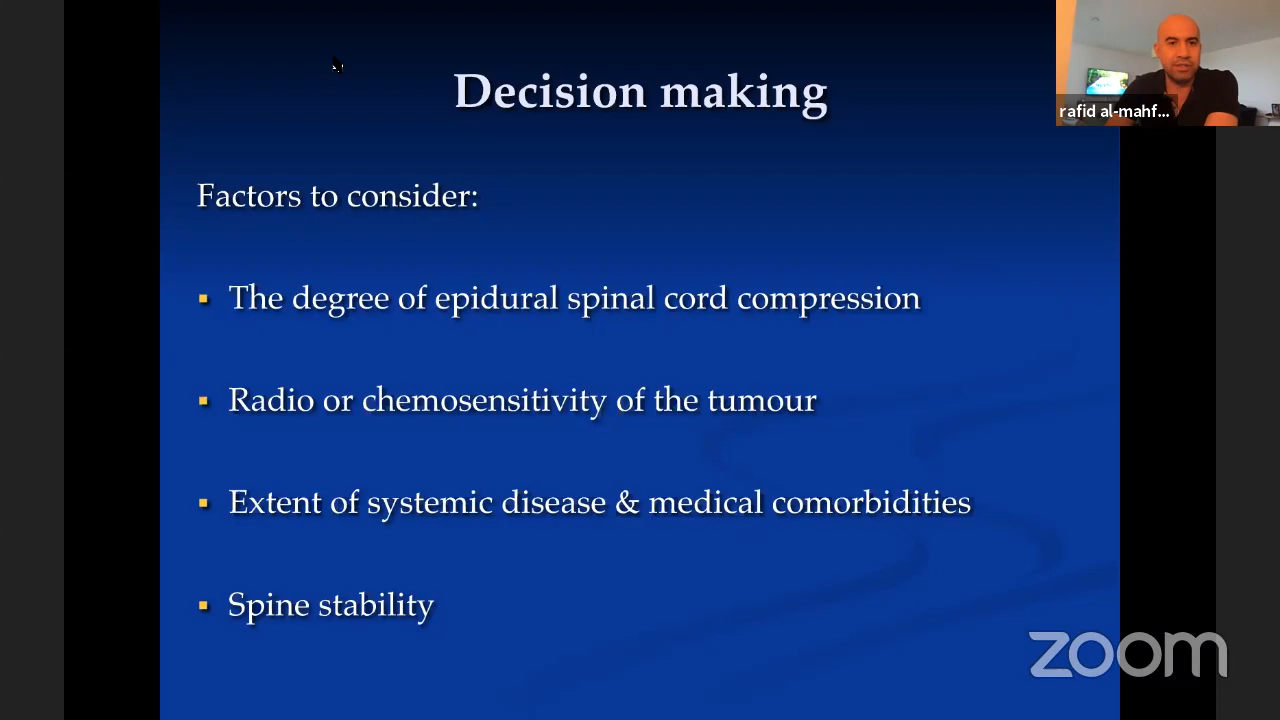 Decision making
rafid al-mahf...
Factors to consider:
The degree of epidural spinal cord compression
Radio or chemosensitivity of the tumour
Extent of systemic disease & medical comorbidities
Spine stability
zoom